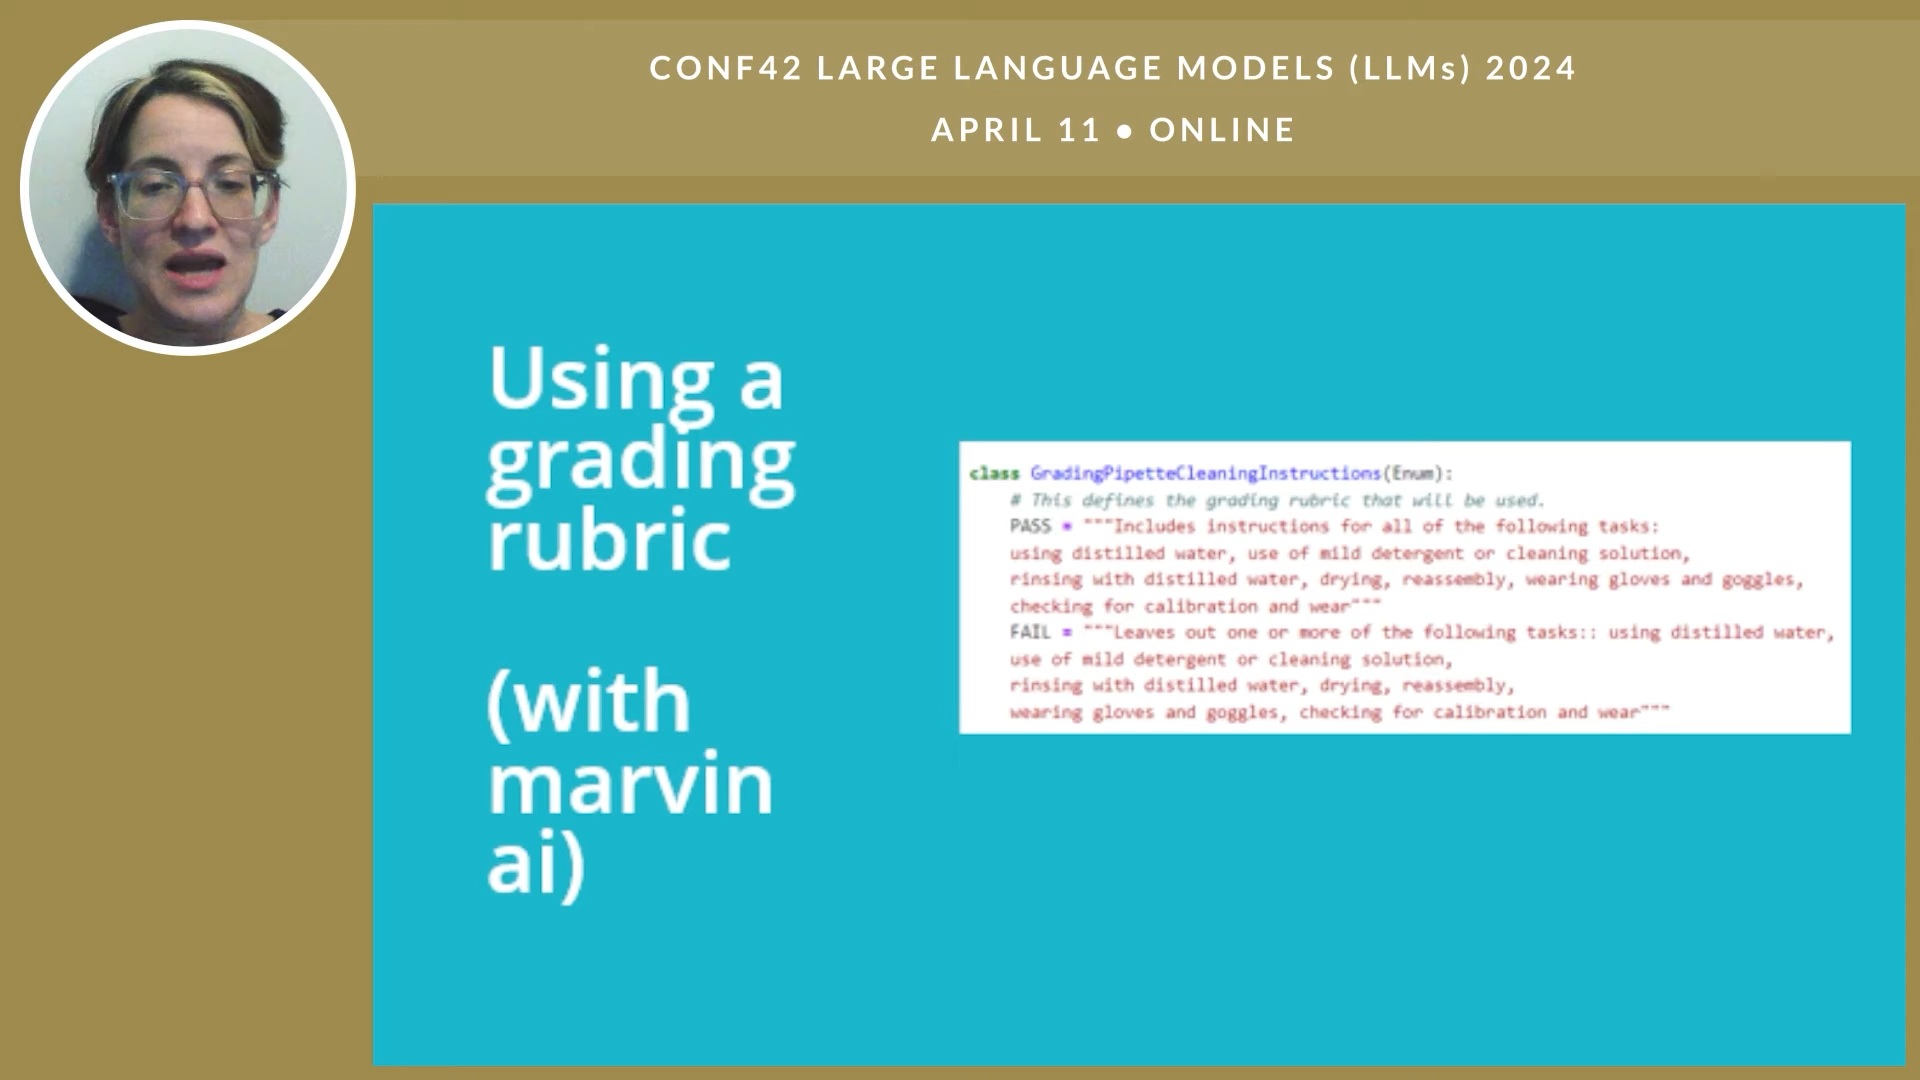 CONF42 LARGE LANGUAGE MODELS (LLMs) 2024
APRIL 11 • ONLINE
Using a
grading
rubric
(with
marvin
ai)
class GradingPipetteCleaningInstructions(Enum):
# This defines the grading rubric that will be used.
PASS = """Includes instructions for all of the following tasks:
using distilled water, use of mild detergent or cleaning solution,
rinsing with distilled water, drying, reassembly, wearing gloves and goggles,
checking for calibration and wear"""
FAIL = """Leaves out one or more of the following tasks:: using distilled water,
use of mild detergent or cleaning solution,
rinsing with distilled water, drying, reassembly,
wearing gloves and goggles, checking for calibration and wear"""